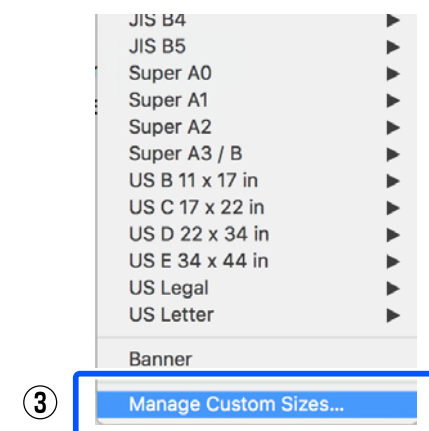 JIS B4
JIS B5
Super A0
Super A1
Super A2
Super A3 / B
US B 11 x 17 in
US C 17 x 22 in
US D 22 x 34 in
US E 34 x 44 in
US Legal
US Letter
Banner
③ Manage Custom Sizes...